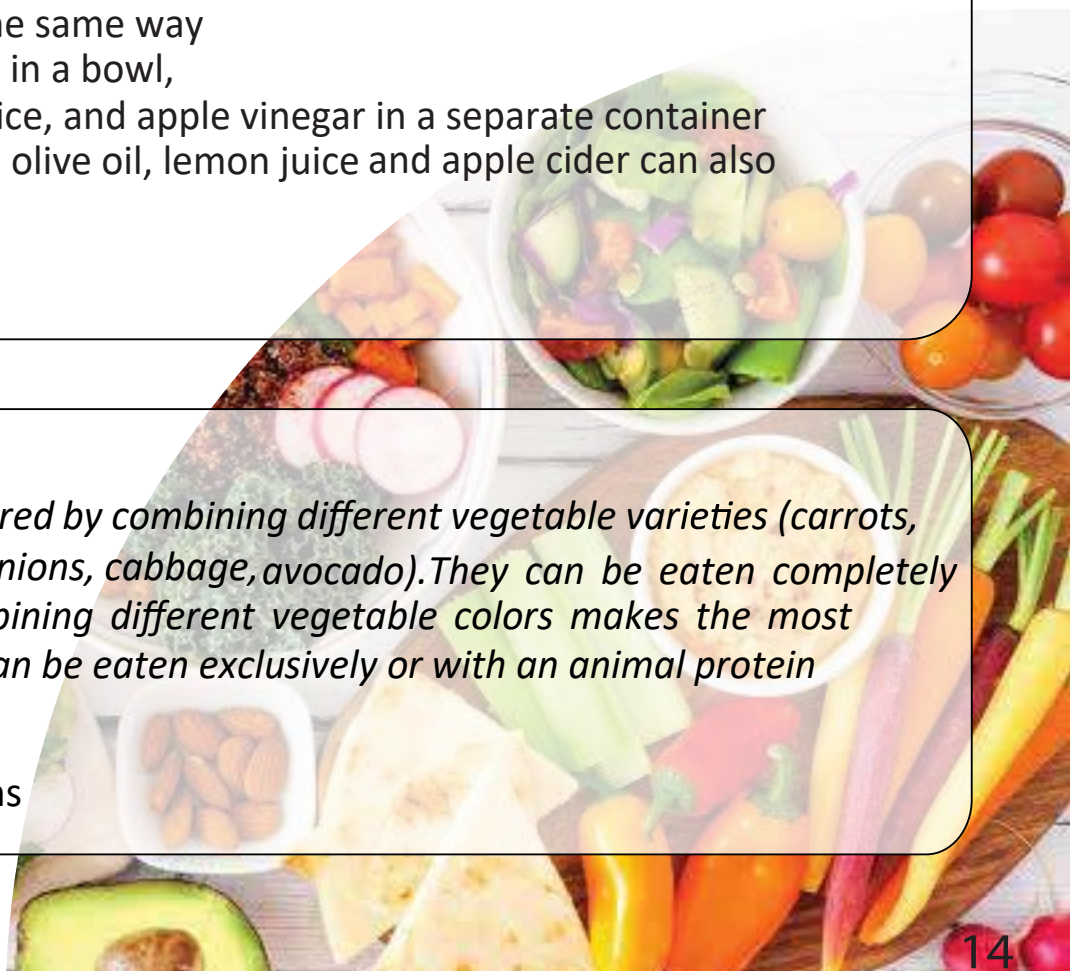 ne same way
in a bowl,
ice, and apple vinegar in a separate container
olive oil, lemon juice and apple cider can also
red by combining different vegetable varieties (carrots,
nions, cabbage, avocado).They can be eaten completely
bining different vegetable colors makes the most
an be eaten exclusively or with an animal protein
ns
14